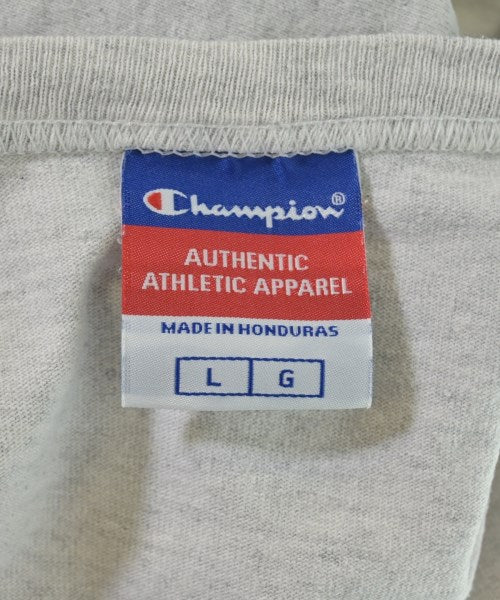 Champion®
AUTHENTIC
ATHLETIC APPAREL
MADE IN HONDURAS
L G